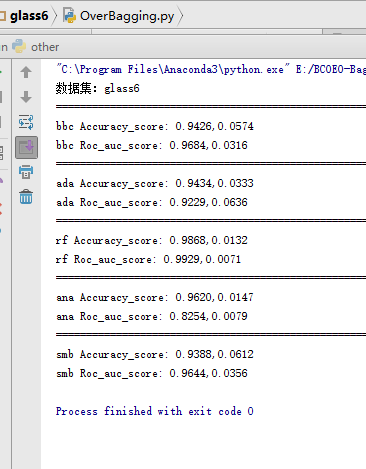 glass6 OverBagging.py
n other
"C:\Program Files\Anaconda3\python.exe" E:/BCOEO-Bag
数据集：glass6
bbc Accuracy_score: 0.9426,0.0574
bbc Roc_auc_score: 0.9684,0.0316
ada Accuracy_score: 0.9434,0.0333
ada Roc_auc_score: 0.9229,0.0636
rf Accuracy_score: 0.9868,0.0132
rf Roc_auc_score: 0.9929,0.0071
ana Accuracy_score: 0.9620,0.0147
ana Roc_auc_score: 0.8254,0.0079
smb Accuracy_score: 0.9388,0.0612
smb Roc_auc_score: 0.9644,0.0356
Process finished with exit code 0